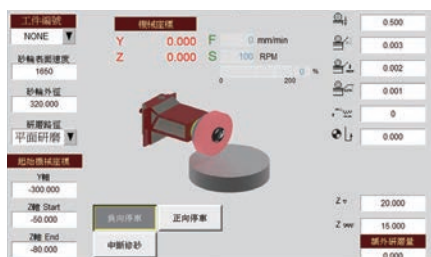 工件編號
NONE
砂輪表面速度
1650
砂輪外徑
320.000
研磨路徑
平面研磨
起始機械座標
Y軸
-300.000
Z軸 Start
-50.000
Z軸 End
-80.000
機械座標
Y 0.000 F 0 mm/min
Z 0.000 S 100 RPM
0 %
0 200
正向停車
中斷修砂
0.500
0.003
0.002
0.001
0
0.000
20.000
15.000
額外研磨量
0.000